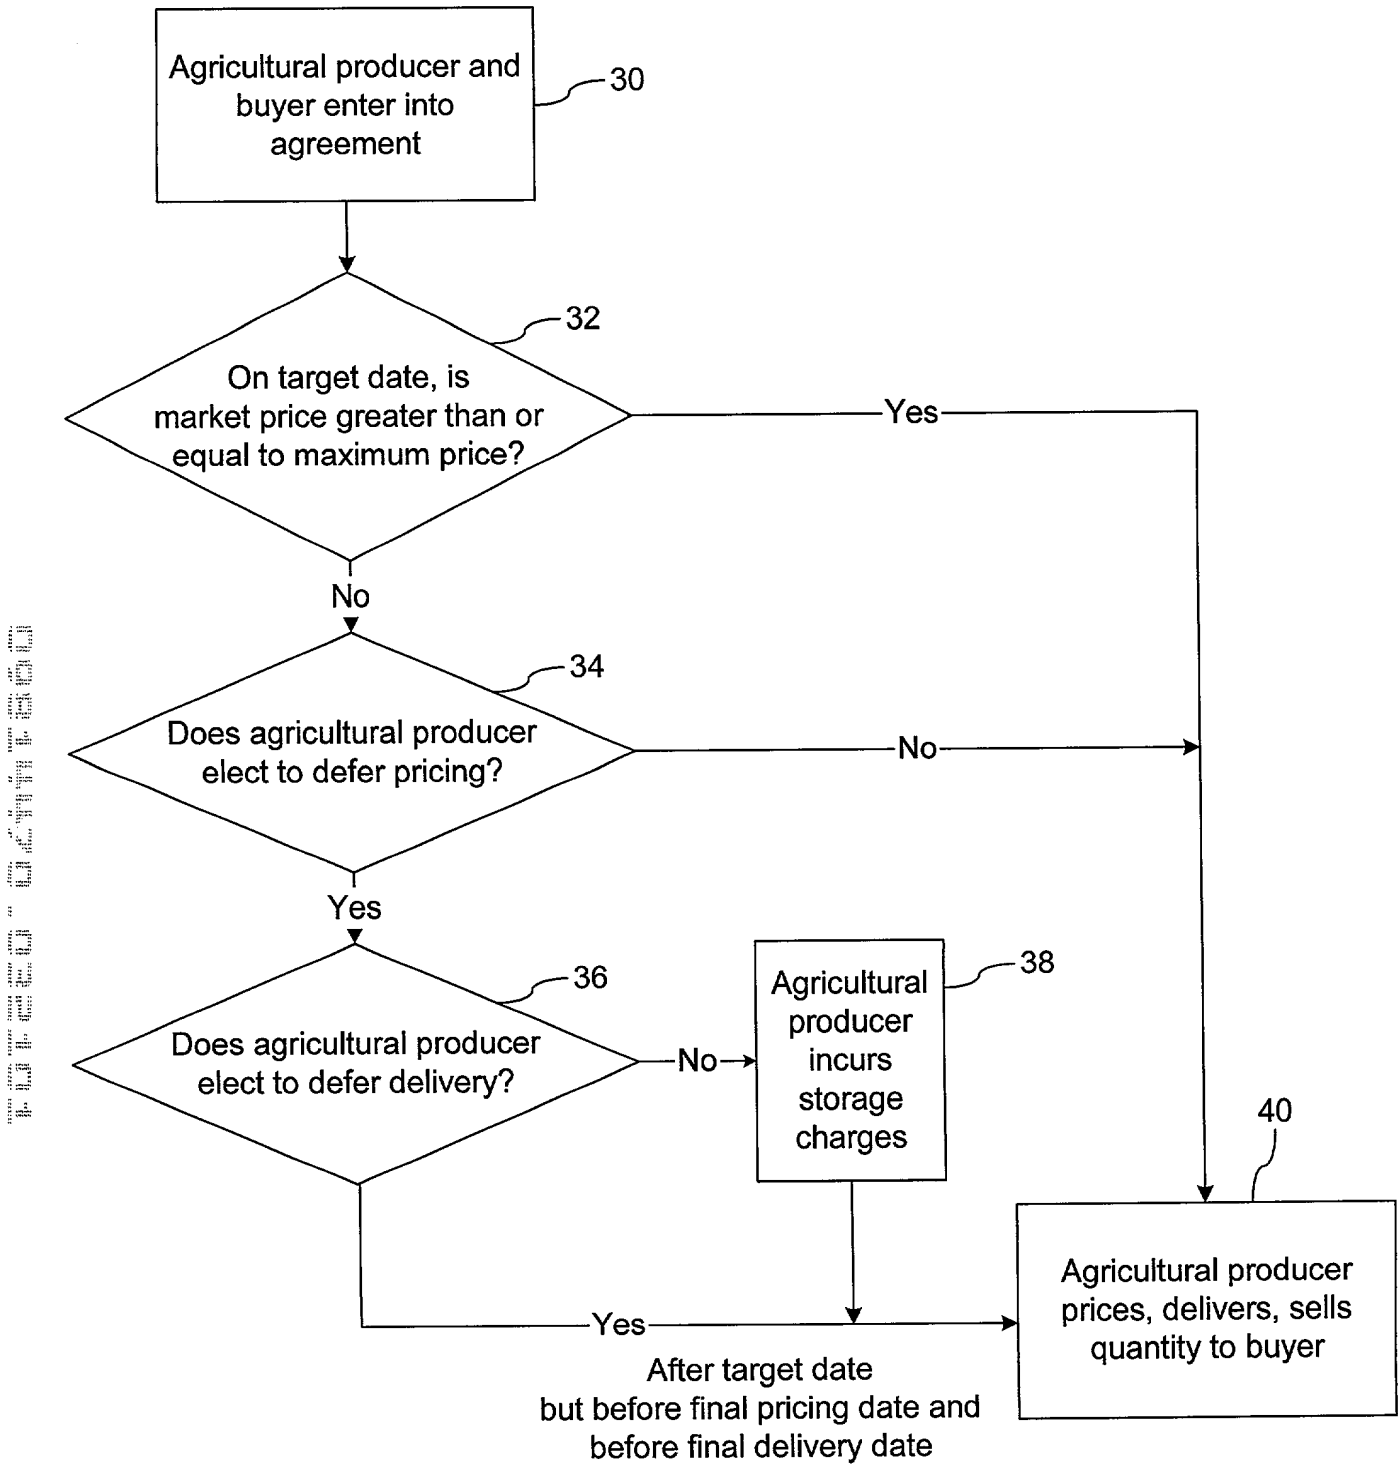 Agricultural producer and
buyer enter into
agreement
30
32
On target date, is
market price greater than or
equal to maximum price?
Yes
No
34
Does agricultural producer
elect to defer pricing?
No
Yes
36
Does agricultural producer
elect to defer delivery?
No
Agricultural
producer
incurs
storage
charges
38
40
Agricultural producer
prices, delivers, sells
quantity to buyer
Yes
After target date
but before final pricing date and
before final delivery date